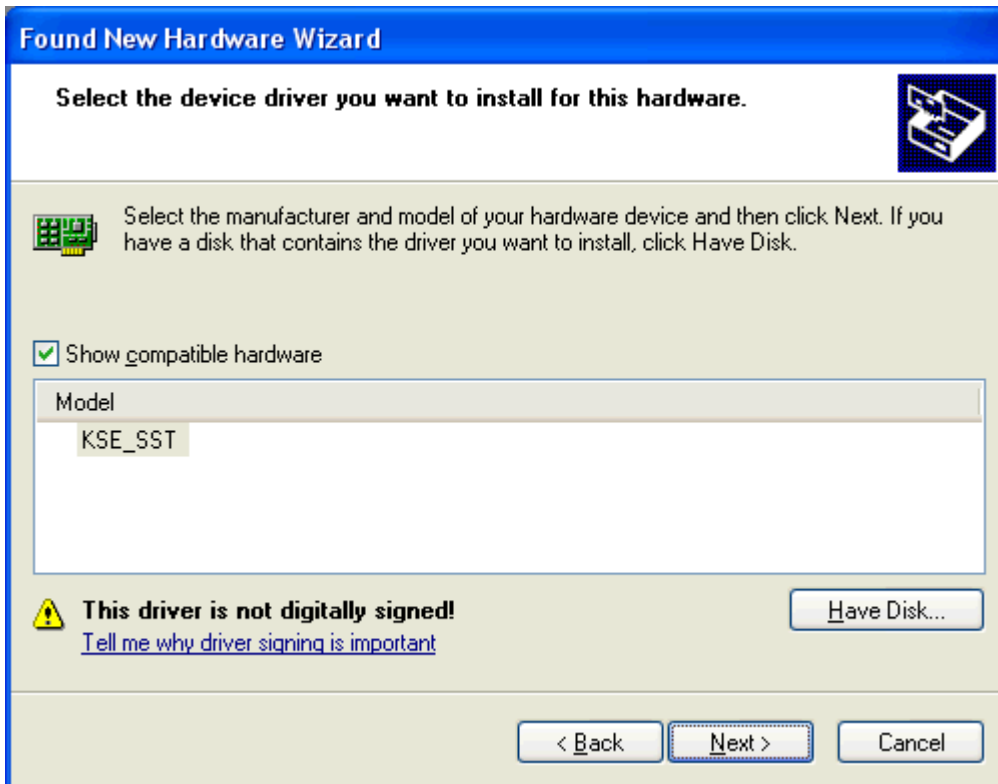 Found New Hardware Wizard
Select the device driver you want to install for this hardware.
Select the manufacturer and model of your hardware device and then click Next. If you
have a disk that contains the driver you want to install, click Have Disk.
Show compatible hardware
Model
KSE_SST
This driver is not digitally signed!
Have Disk...
Tell me why driver signing is important
< Back
Next >
Cancel